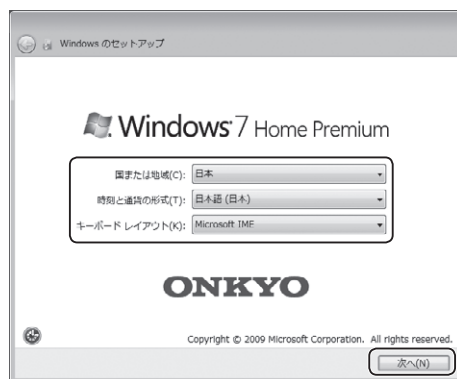 Windows のセットアップ
Windows 7 Home Premium
国または地域(C): 日本
時刻と通貨の形式(T): 日本語 (日本)
キーボード レイアウト(K): Microsoft IME
ONKYO
Copyright © 2009 Microsoft Corporation. All rights reserved.
次へ(N)